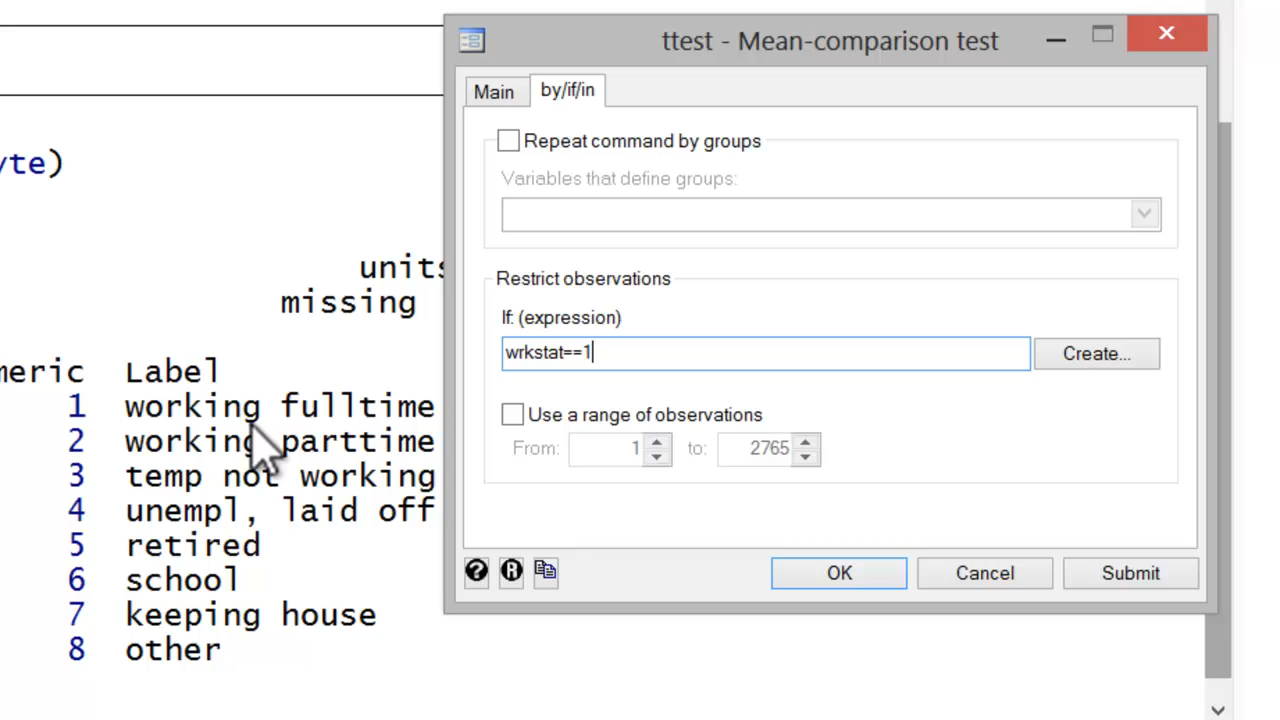 ttest - Mean-comparison test
Main by/if/in
Repeat command by groups
Variables that define groups:
Restrict observations
If: (expression)
wrkstat==1
Create...
Use a range of observations
From: 1 to: 2765
OK Cancel Submit
yte)
units
missing
meric Label
1 working fulltime
2 working parttime
3 temp not working
4 unempl, laid off
5 retired
6 school
7 keeping house
8 other